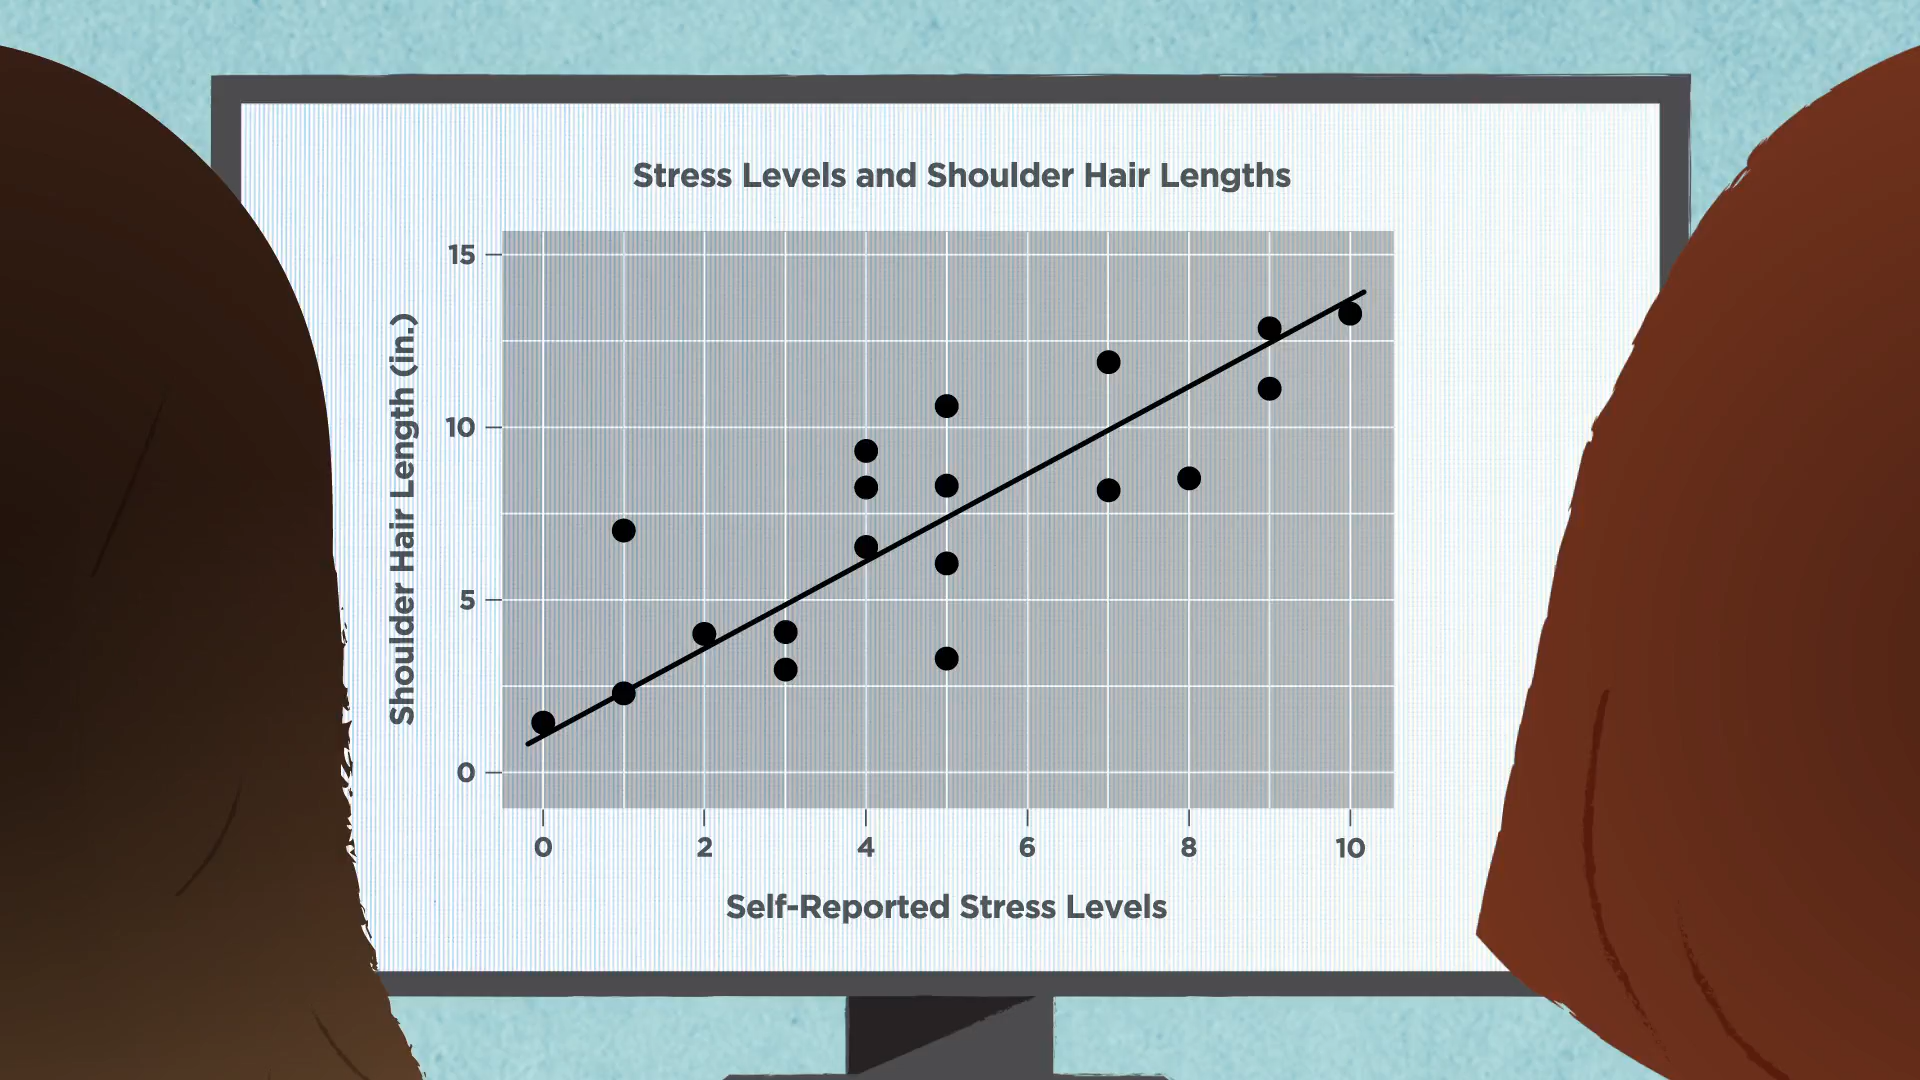 Stress Levels and Shoulder Hair Lengths
Shoulder Hair Length (in.)
15
10
5
0
0 2 4 6 8 10
Self-Reported Stress Levels